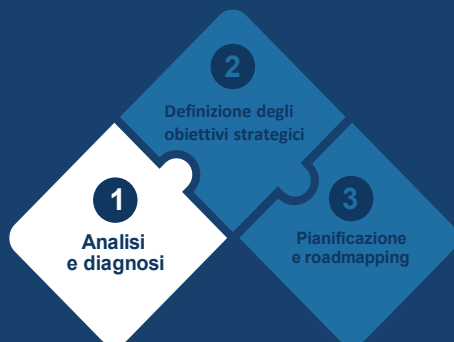 1
Analisi
e diagnosi
2
Definizione degli
obiettivi strategici
3
Pianificazione
e roadmapping